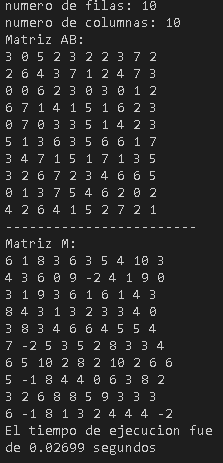 numero de filas: 10
numero de columnas: 10
Matriz AB:
3 0 5 2 3 2 2 3 7 2
2 6 4 3 7 1 2 4 7 3
0 0 6 2 3 0 3 0 1 2
6 7 1 4 1 5 1 6 2 3
0 7 0 3 3 5 1 4 2 3
5 1 3 6 3 5 6 6 1 7
3 4 7 1 5 1 7 1 3 5
3 2 6 7 2 3 4 6 6 5
0 1 3 7 5 4 6 2 0 2
4 2 6 4 1 5 2 7 2 1
------------------------
Matriz M:
6 1 8 3 6 3 5 4 10 3
4 3 6 0 9 -2 4 1 9 0
3 1 9 3 6 1 6 1 4 3
8 4 3 1 3 2 3 3 4 0
3 8 3 4 6 6 4 5 5 4
7 -2 5 3 5 2 8 3 3 4
6 5 10 2 8 2 10 2 6 6
5 -1 8 4 4 0 6 3 8 2
3 2 6 8 8 5 9 3 3 3
6 -1 8 1 3 2 4 4 4 -2
El tiempo de ejecucion fue
de 0.02699 segundos